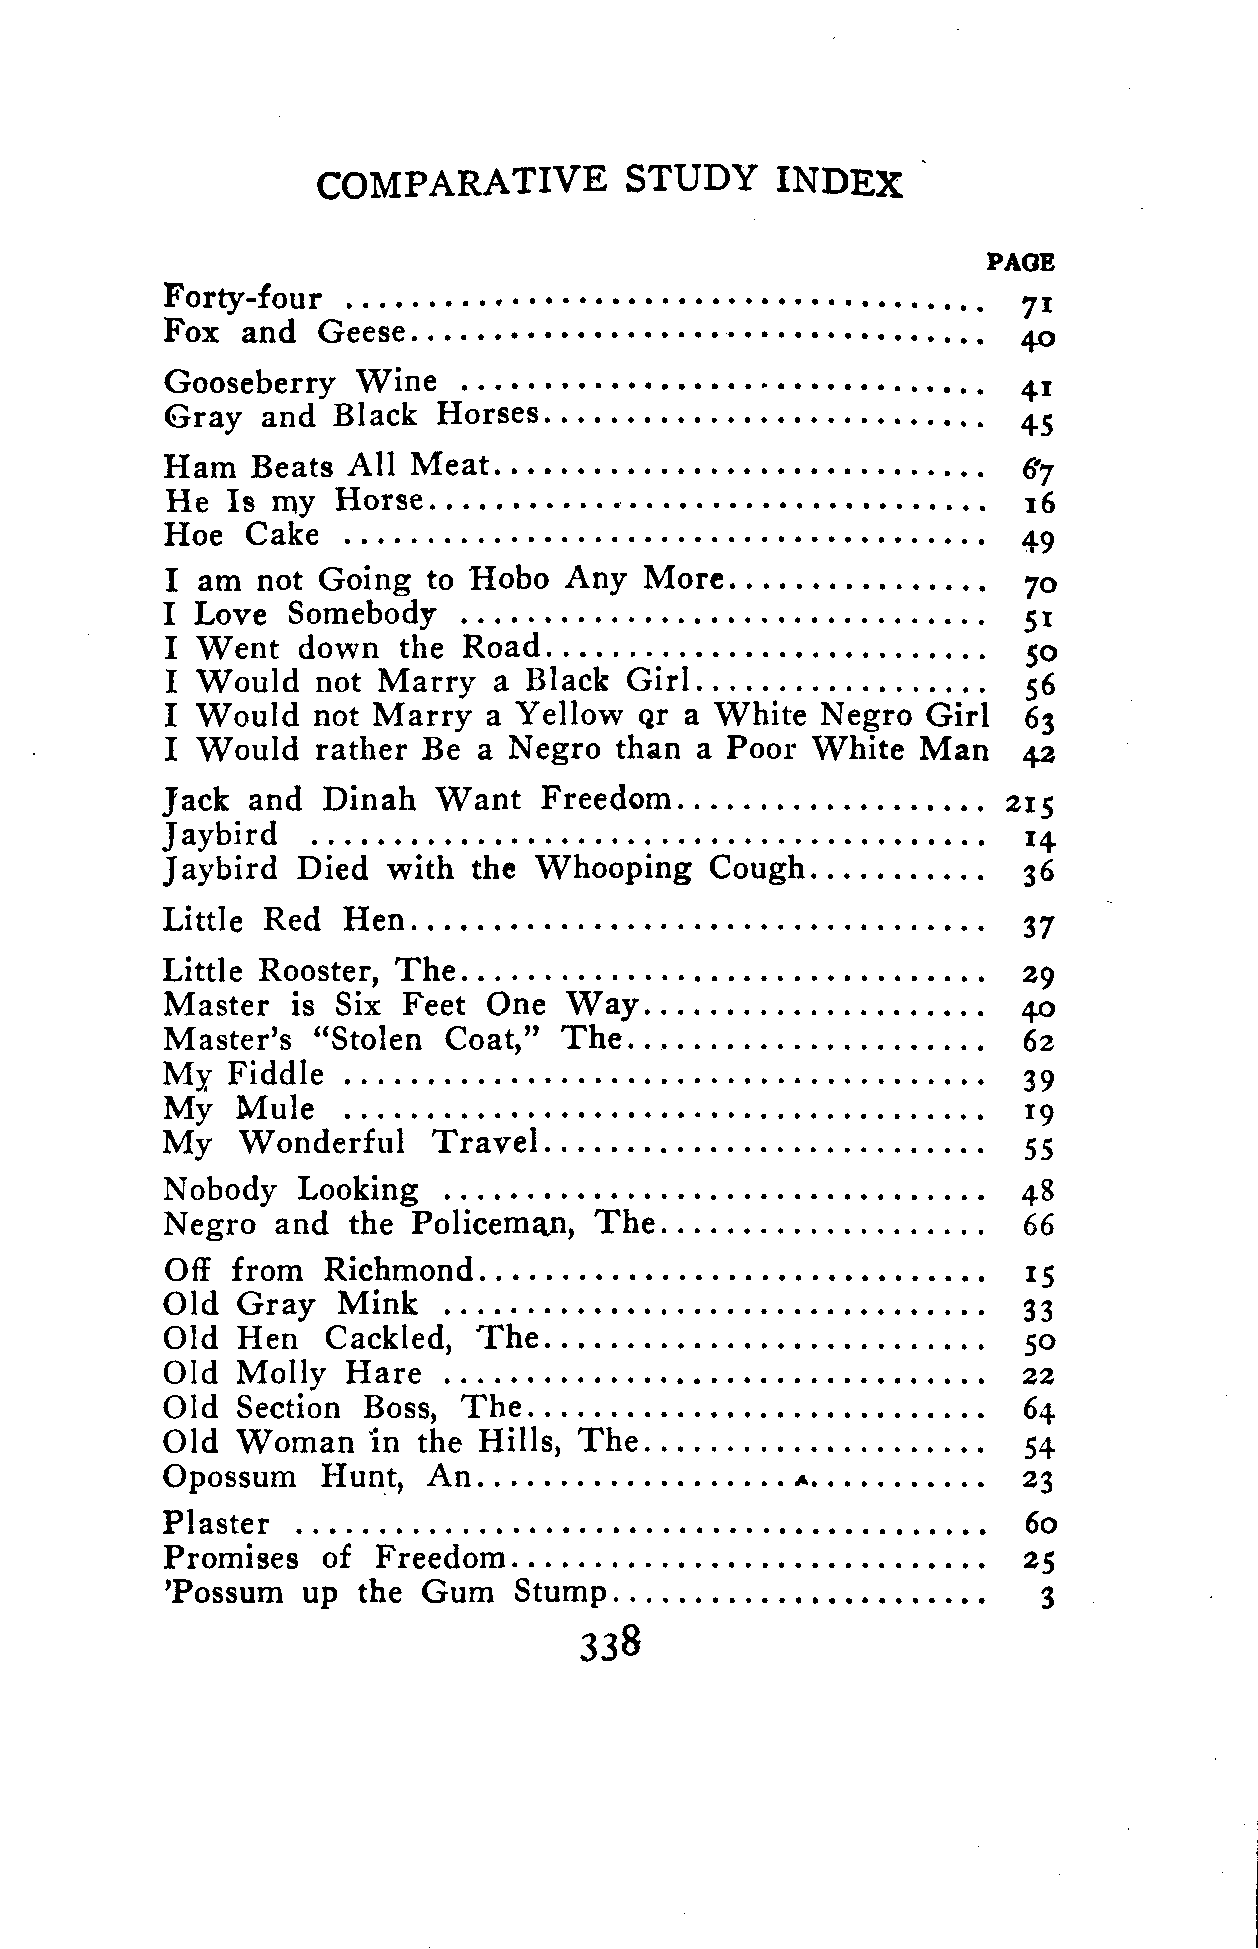 COMPARATIVE STUDY INDEX
PAGE
Forty-four ....................................... 71
Fox and Geese................................... 40
Gooseberry Wine ................................ 41
Gray and Black Horses........................... 45
Ham Beats All Meat.............................. 67
He Is my Horse.................................. 16
Hoe Cake ....................................... 49
I am not Going to Hobo Any More................ 70
I Love Somebody ................................ 51
I Went down the Road........................... 50
I Would not Marry a Black Girl.................. 56
I Would not Marry a Yellow or a White Negro Girl 63
I Would rather Be a Negro than a Poor White Man 42
Jack and Dinah Want Freedom................... 215
Jaybird ......................................... 14
Jaybird Died with the Whooping Cough........... 36
Little Red Hen................................... 37
Little Rooster, The................................ 29
Master is Six Feet One Way..................... 40
Master's "Stolen Coat," The...................... 62
My Fiddle ....................................... 39
My Mule ....................................... 19
My Wonderful Travel........................... 55
Nobody Looking ................................. 48
Negro and the Policeman, The.................... 66
Off from Richmond............................... 15
Old Gray Mink ................................. 33
Old Hen Cackled, The........................... 50
Old Molly Hare ................................. 22
Old Section Boss, The............................ 64
Old Woman in the Hills, The..................... 54
Opossum Hunt, An............................... 23
Plaster .......................................... 60
Promises of Freedom............................. 25
'Possum up the Gum Stump....................... 3
338